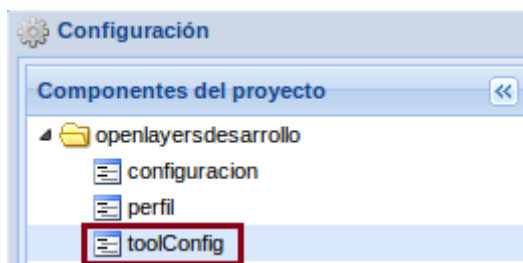 Configuración
Componentes del proyecto
openlayersdesarrollo
configuracion
perfil
toolConfig